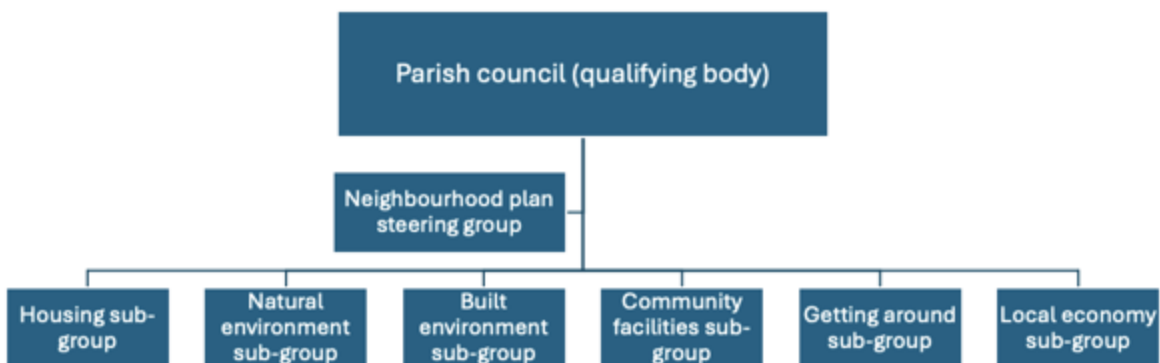 Parish council (qualifying body)
Neighbourhood plan
steering group
Housing sub-
group
Natural
environment
sub-group
Built
environment
sub-group
Community
facilities sub-
group
Getting around
sub-group
Local economy
sub-group